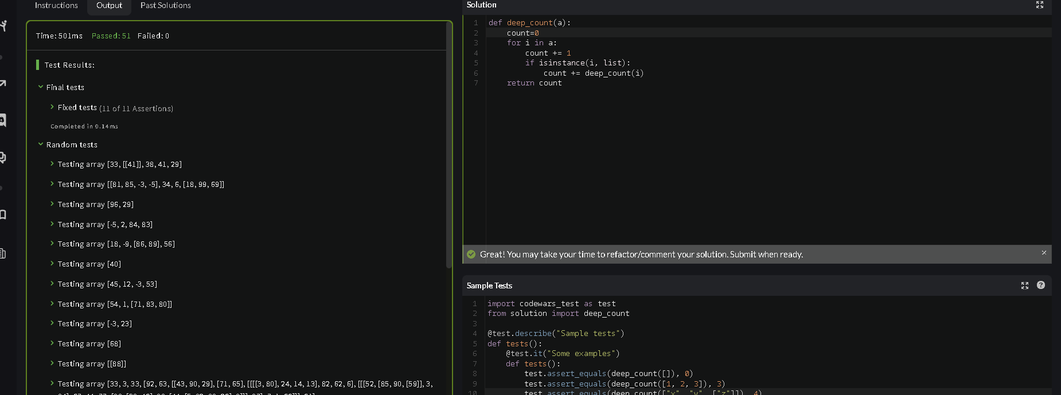 Instructions Output Past Solutions
Time: 501ms Passed: 51 Failed: 0
Test Results:
Final tests
Fixed tests (11 of 11 Assertions)
Completed in 0.14ms
Random tests
Testing array [33, [[41]], 38, 41, 29]
Testing array [[81, 85, -3, -5], 34, 6, [18, 99, 69]]
Testing array [96, 29]
Testing array [-5, 2, 84, 83]
Testing array [18, -9, [86, 89], 56]
Testing array [40]
Testing array [45, 12, -3, 53]
Testing array [54, 1, [71, 83, 80]]
Testing array [-3, 23]
Testing array [68]
Testing array [[88]]
Testing array [33, 3, 33, [92, 63, [[43, 90, 29], [71, 65], [[[[3, 80], 24, 14, 13], 82, 62, 6], [[[52, [85, 90, [59]], 3,
Solution
1 def deep_count(a):
2 count=0
3 for i in a:
4 count += 1
5 if isinstance(i, list):
6 count += deep_count(i)
7 return count
Great! You may take your time to refactor/comment your solution. Submit when ready.
Sample Tests
1 import codewars_test as test
2 from solution import deep_count
3
4 @test.describe("Sample tests")
5 def tests():
6 @test.it("Some examples")
7 def tests():
8 test.assert_equals(deep_count([]), 0)
9 test.assert_equals(deep_count([1, 2, 3]), 3)
10 test.assert_equals(deep_count(["x", "y", ["z"]]), 4)